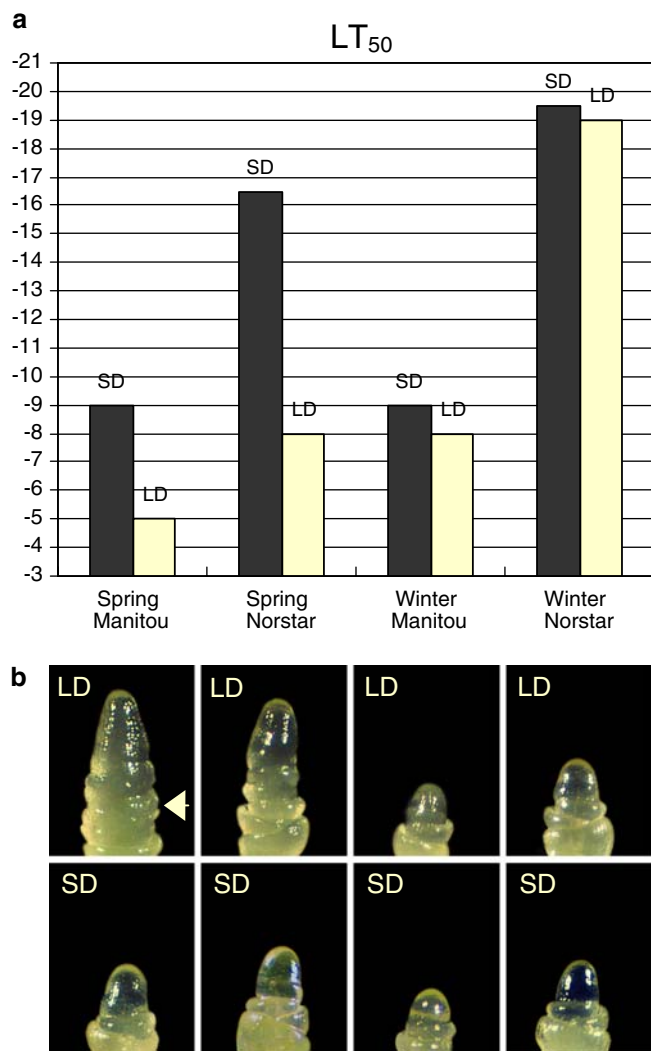 a
LT50
-21
-20
-19
-18
-17
-16
-15
-14
-13
-12
-11
-10
-9
-8
-7
-6
-5
-4
-3
SD
LD
SD
LD
SD
LD
SD
LD
Spring
Manitou
Spring
Norstar
Winter
Manitou
Winter
Norstar
b
LD
LD
LD
LD
SD
SD
SD
SD